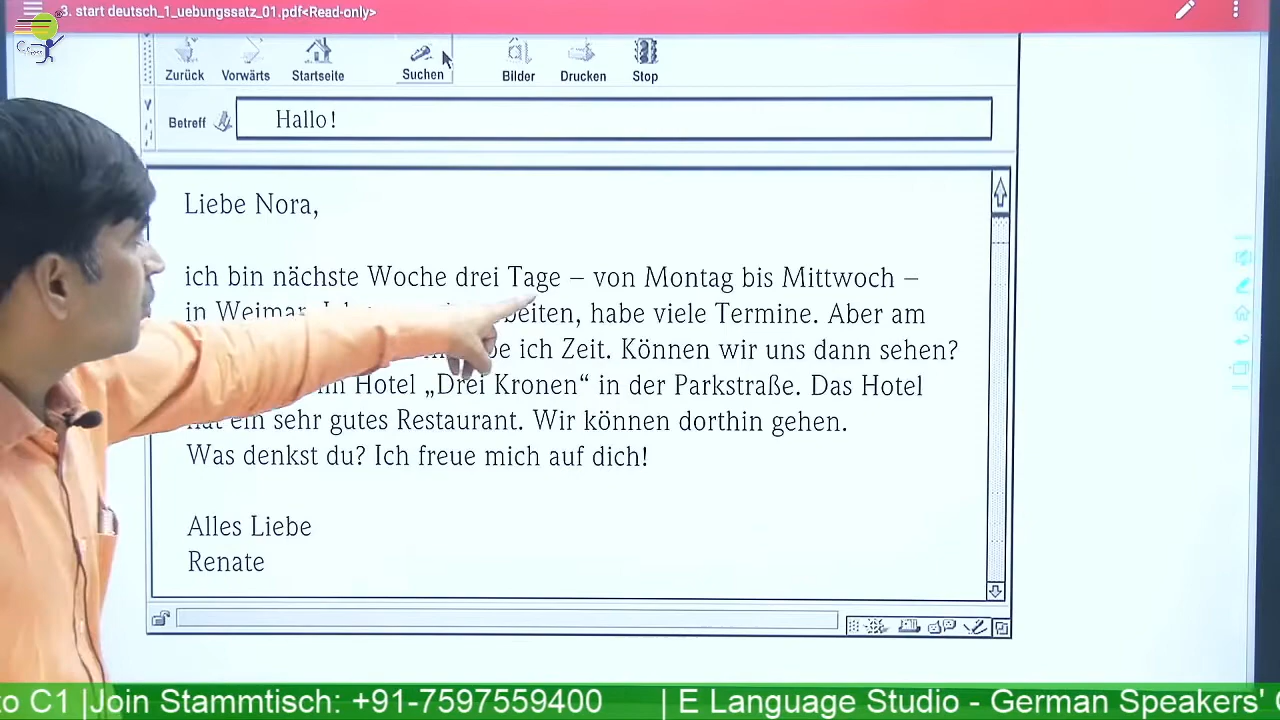 3. start deutsch_1_uebungssatz_01.pdf<Read-only>
Zurück Vorwärts Startseite Suchen Bilder Drucken Stop
Betreff Hallo!
Liebe Nora,
ich bin nächste Woche drei Tage – von Montag bis Mittwoch –
in Weimar. habe viele Termine. Aber am
ich Zeit. Können wir uns dann sehen?
Hotel „Drei Kronen“ in der Parkstraße. Das Hotel
hat ein sehr gutes Restaurant. Wir können dorthin gehen.
Was denkst du? Ich freue mich auf dich!
Alles Liebe
Renate
to C1 |Join Stammtisch: +91-7597559400 | E Language Studio - German Speakers'